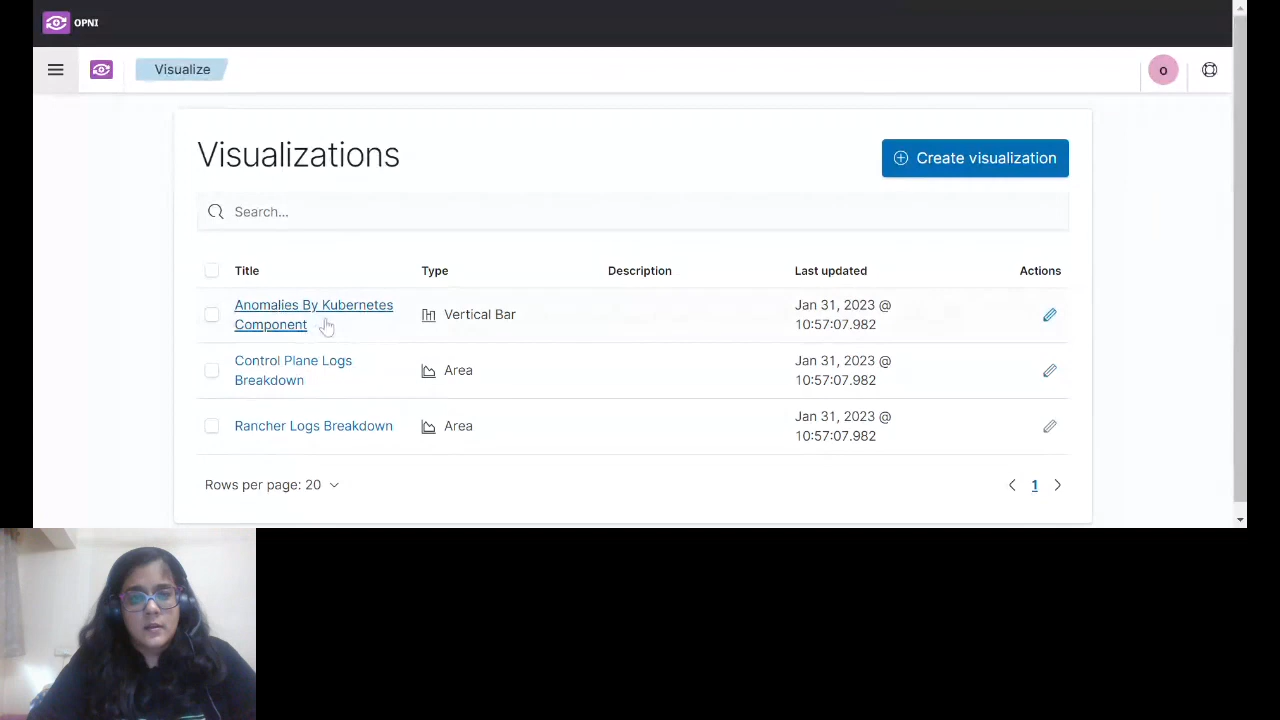 OPNI
Visualize
o
Visualizations
Create visualization
Search...
Title Type Description Last updated Actions
Anomalies By Kubernetes
Component
Vertical Bar
Jan 31, 2023 @
10:57:07.982
Control Plane Logs
Breakdown
Area
Jan 31, 2023 @
10:57:07.982
Rancher Logs Breakdown
Area
Jan 31, 2023 @
10:57:07.982
Rows per page: 20
1